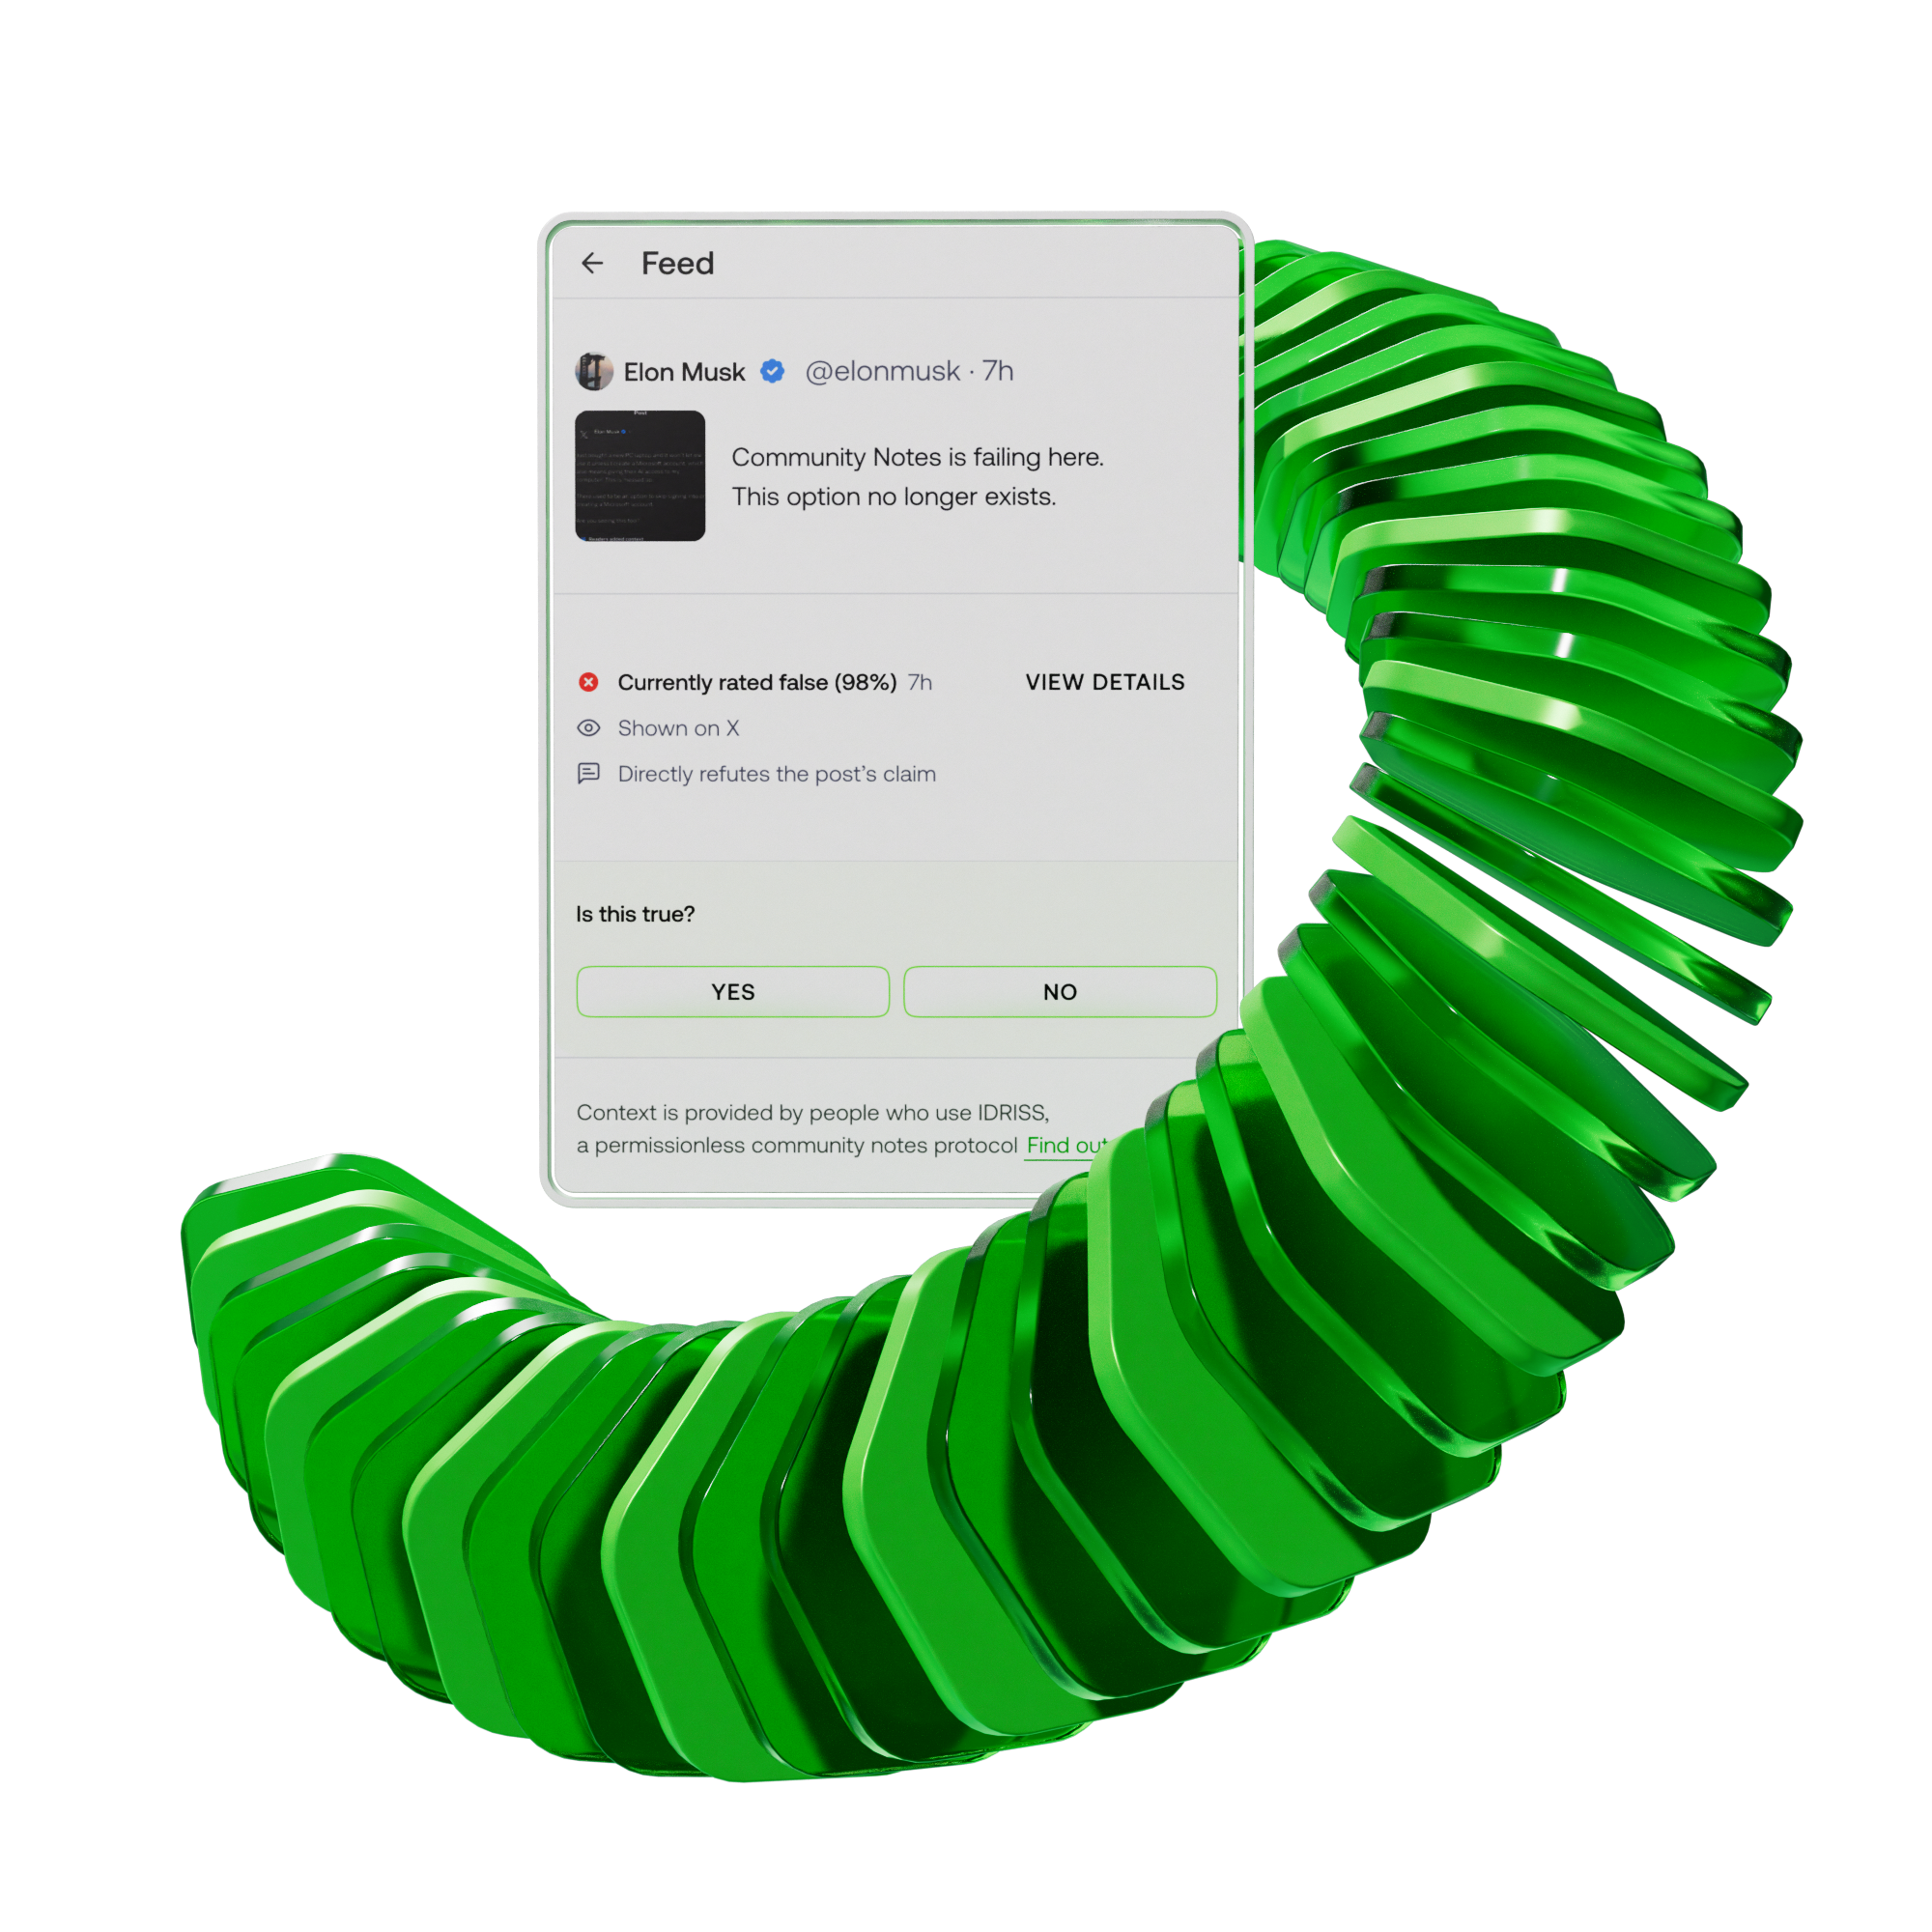 Feed
Elon Musk @elonmusk · 7h
Community Notes is failing here.
This option no longer exists.
Currently rated false (98%) 7h VIEW DETAILS
Shown on X
Directly refutes the post’s claim
Is this true?
YES NO
Context is provided by people who use IDRISS,
a permissionless community notes protocol Find out